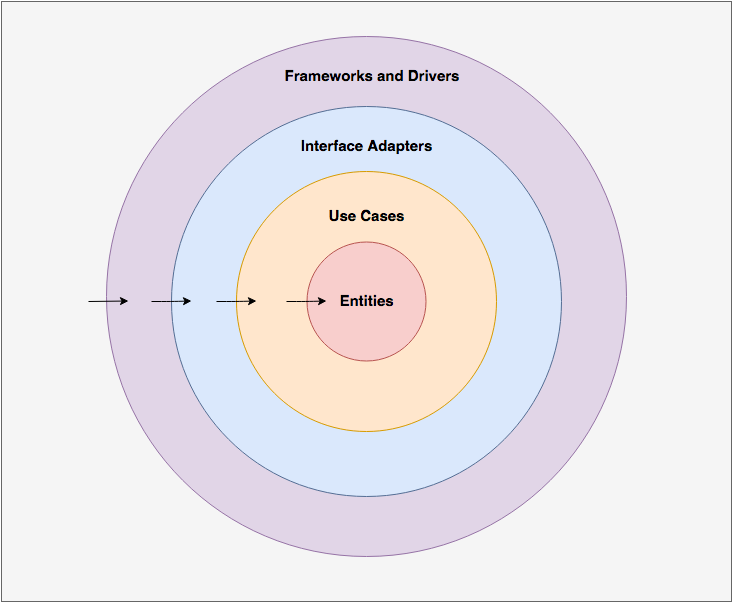 Frameworks and Drivers
Interface Adapters
Use Cases
Entities